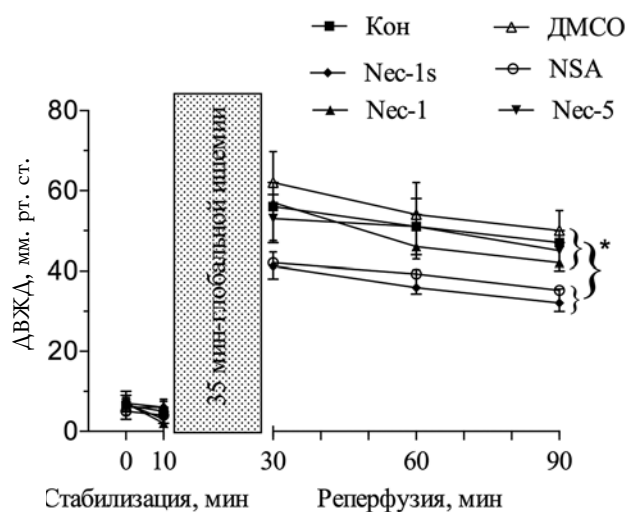 Кон ДМСО
Nec-1s NSA
Nec-1 Nec-5
80
60
40
20
0
ДВЖД, мм. рт. ст.
35 мин-глобальной ишемии
*
0 10 30 60 90
Стабилизация, мин Реперфузия, мин